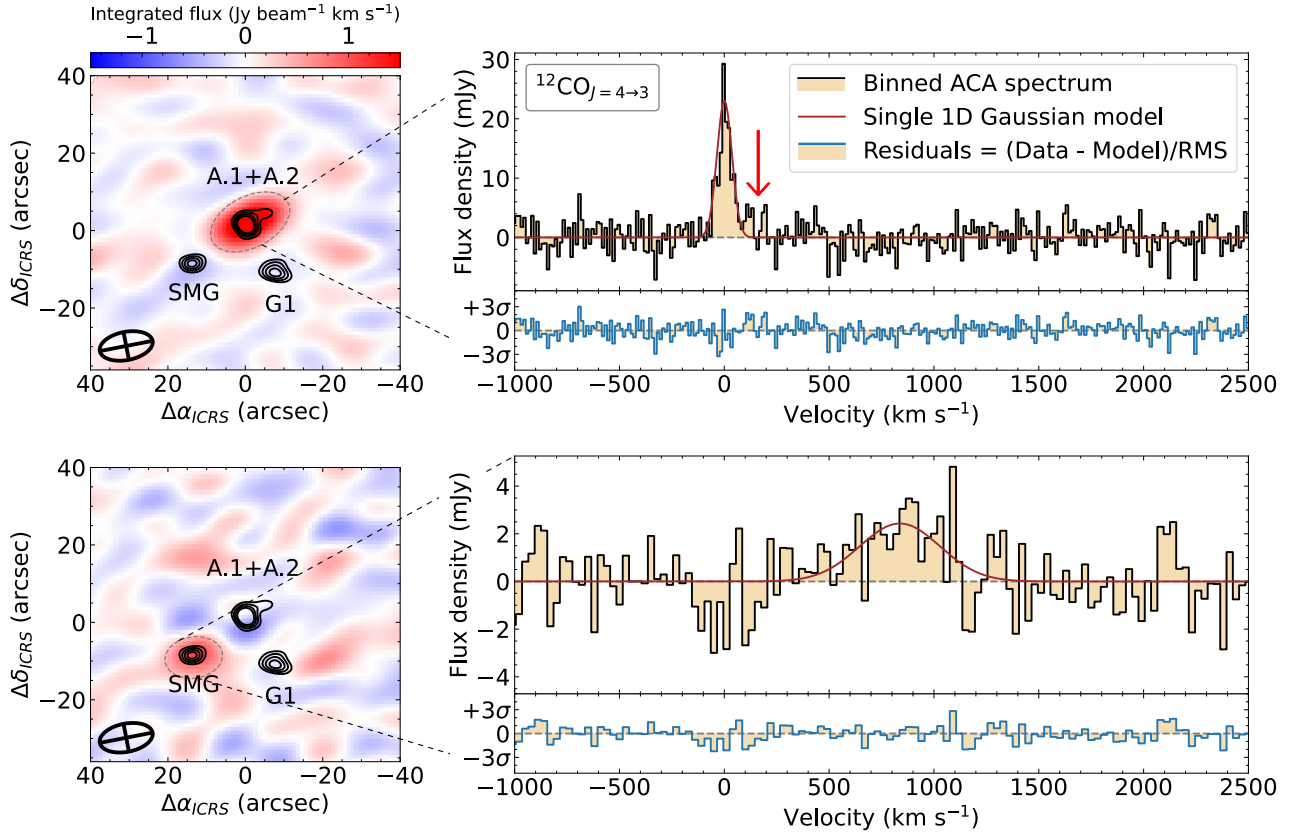 Integrated flux (Jy beam⁻¹ km s⁻¹)
−1 0 1
40
20
0
−20
Δδ_ICRS (arcsec)
A.1+A.2
SMG
G1
40 20 0 −20 −40
Δα_ICRS (arcsec)
30
20
10
0
Flux density (mJy)
¹²CO_J=4→3
Binned ACA spectrum
Single 1D Gaussian model
Residuals = (Data - Model)/RMS
+3σ
0
−3σ
−1000 −500 0 500 1000 1500 2000 2500
Velocity (km s⁻¹)
40
20
0
−20
Δδ_ICRS (arcsec)
A.1+A.2
SMG
G1
40 20 0 −20 −40
Δα_ICRS (arcsec)
4
2
0
−2
−4
Flux density (mJy)
+3σ
0
−3σ
−1000 −500 0 500 1000 1500 2000 2500
Velocity (km s⁻¹)